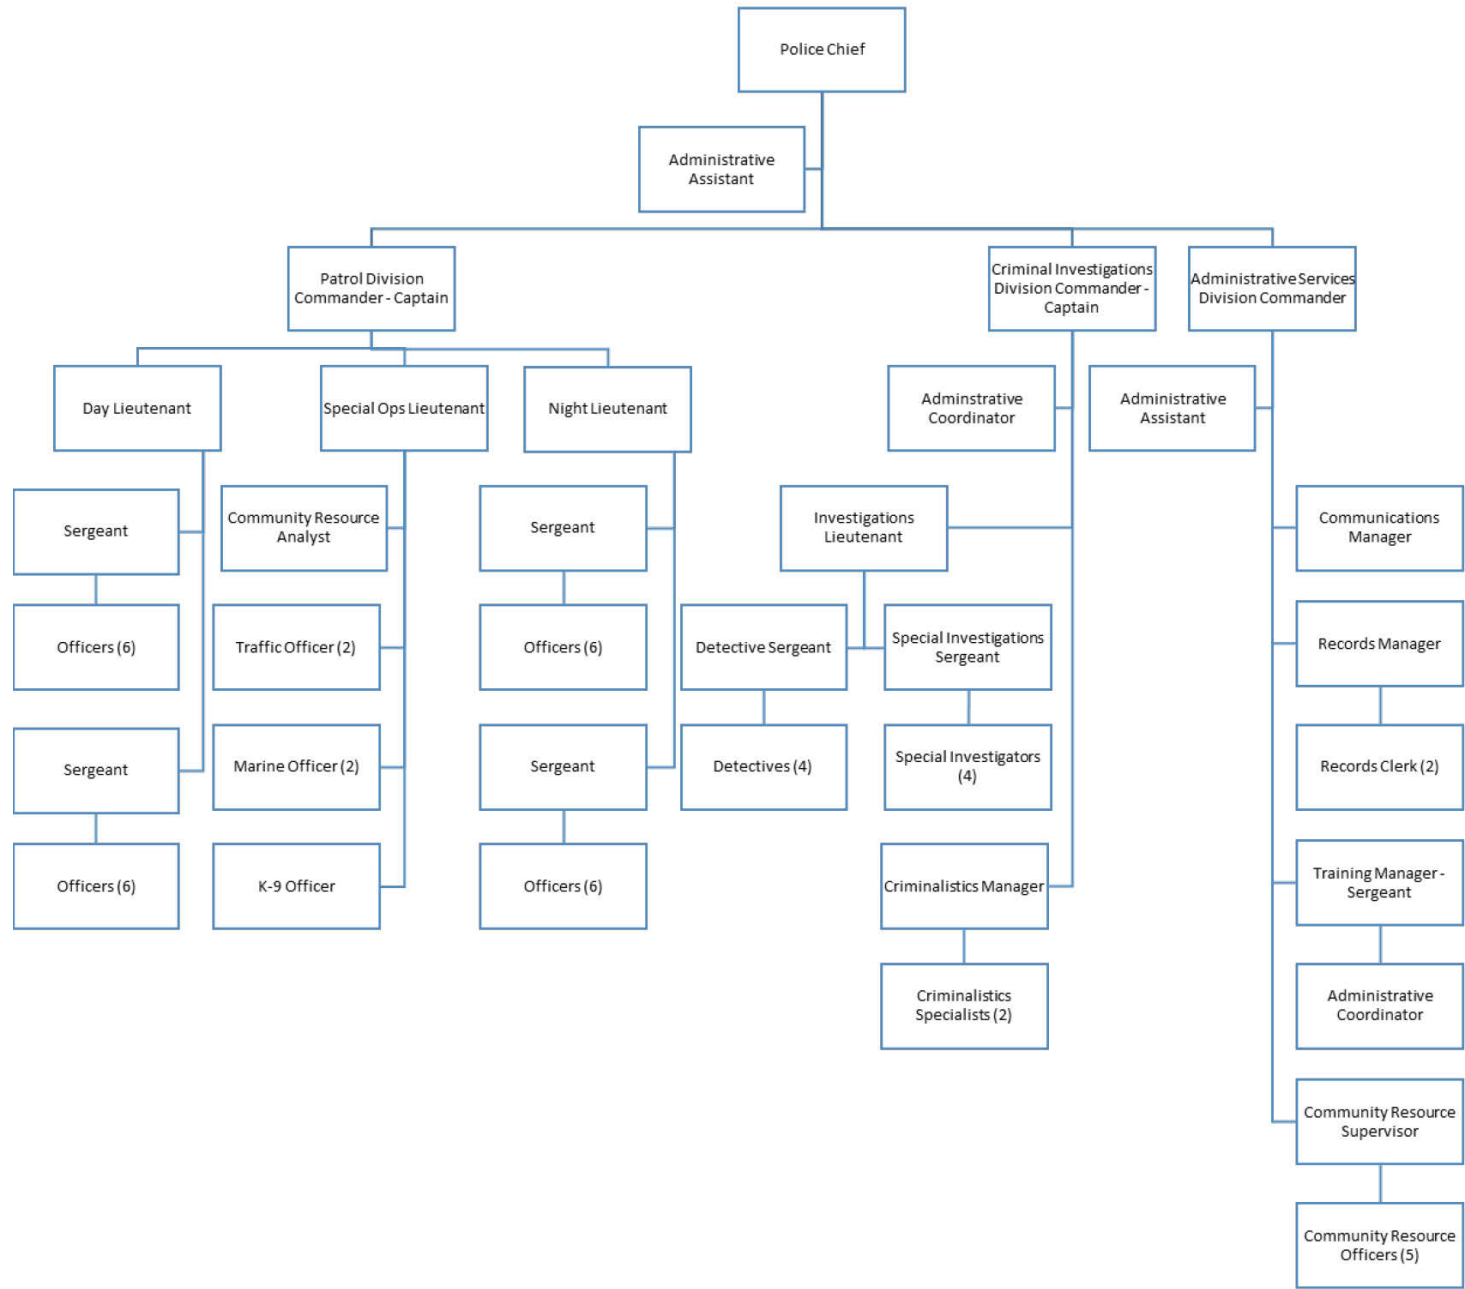 Police Chief
Administrative
Assistant
Patrol Division
Commander - Captain
Criminal Investigations
Division Commander -
Captain
Administrative Services
Division Commander
Day Lieutenant
Special Ops Lieutenant
Night Lieutenant
Adminstrative
Coordinator
Administrative
Assistant
Sergeant
Community Resource
Analyst
Sergeant
Investigations
Lieutenant
Communications
Manager
Officers (6)
Traffic Officer (2)
Officers (6)
Detective Sergeant
Special Investigations
Sergeant
Records Manager
Sergeant
Marine Officer (2)
Sergeant
Detectives (4)
Special Investigators
(4)
Records Clerk (2)
Officers (6)
K-9 Officer
Officers (6)
Criminalistics Manager
Training Manager -
Sergeant
Criminalistics
Specialists (2)
Administrative
Coordinator
Community Resource
Supervisor
Community Resource
Officers (5)